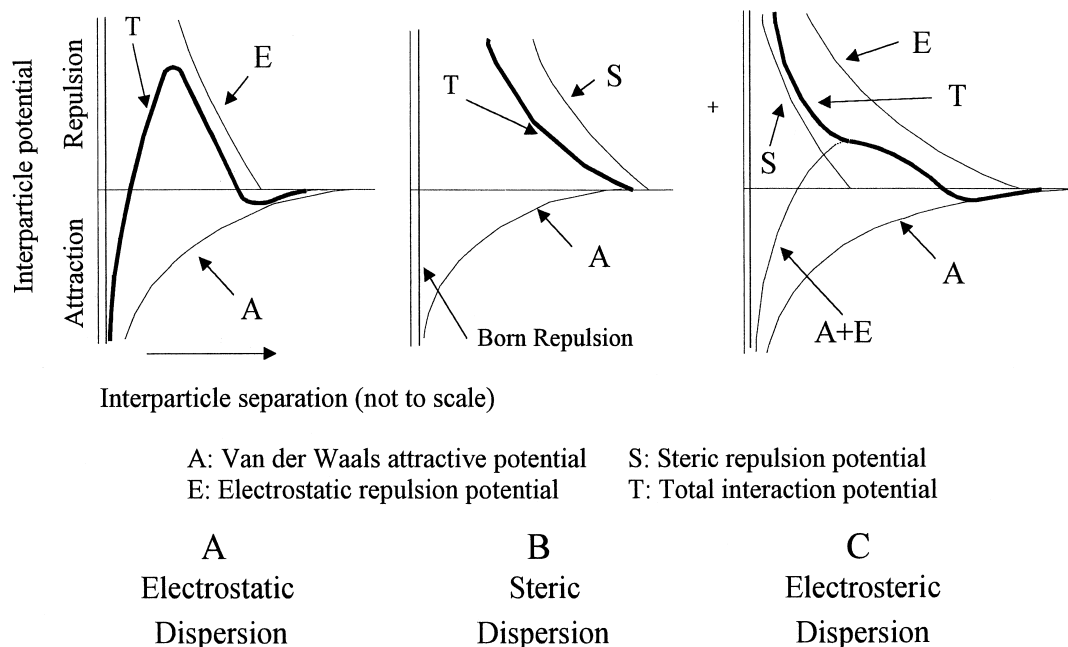 Interparticle potential
Attraction Repulsion
T
E
A
T
S
A
Born Repulsion
+
E
T
S
A
A+E
Interparticle separation (not to scale)
A: Van der Waals attractive potential S: Steric repulsion potential
E: Electrostatic repulsion potential T: Total interaction potential
A B C
Electrostatic Steric Electrosteric
Dispersion Dispersion Dispersion